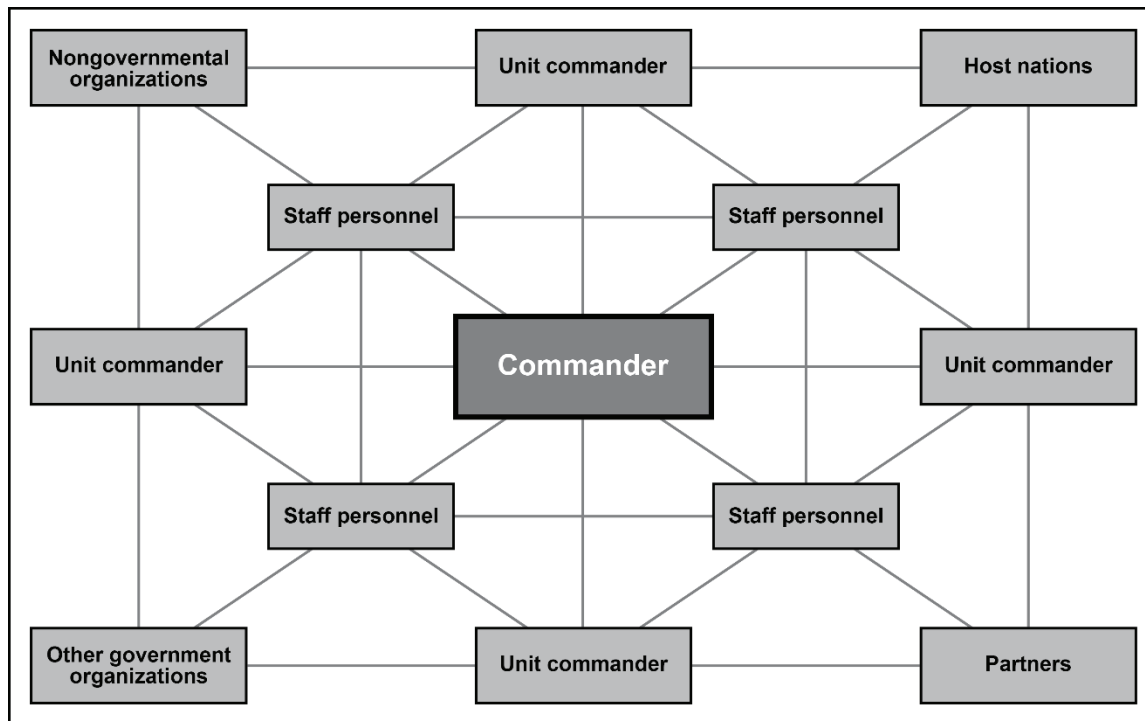 Nongovernmental
organizations
Unit commander
Host nations
Staff personnel
Staff personnel
Unit commander
Commander
Unit commander
Staff personnel
Staff personnel
Other government
organizations
Unit commander
Partners